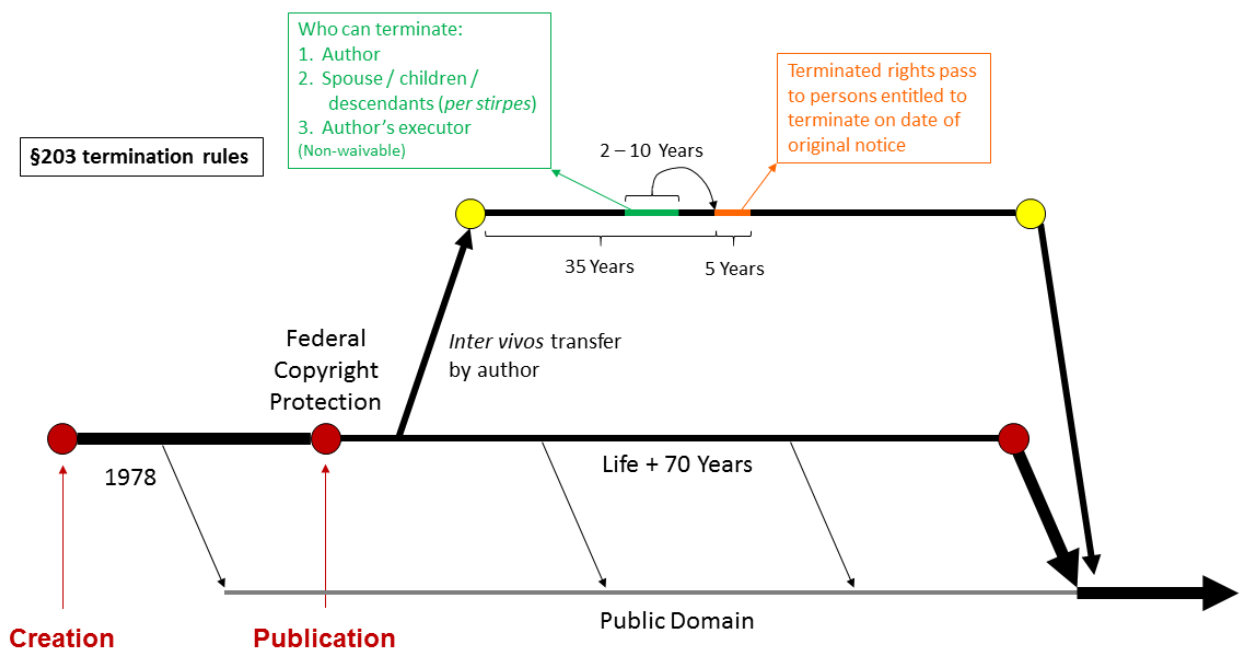 Who can terminate:
1. Author
2. Spouse / children /
descendants (per stirpes)
3. Author's executor
(Non-waivable)
Terminated rights pass
to persons entitled to
terminate on date of
original notice
§203 termination rules
2 – 10 Years
35 Years
5 Years
Federal
Copyright
Protection
Inter vivos transfer
by author
1978
Life + 70 Years
Public Domain
Creation
Publication